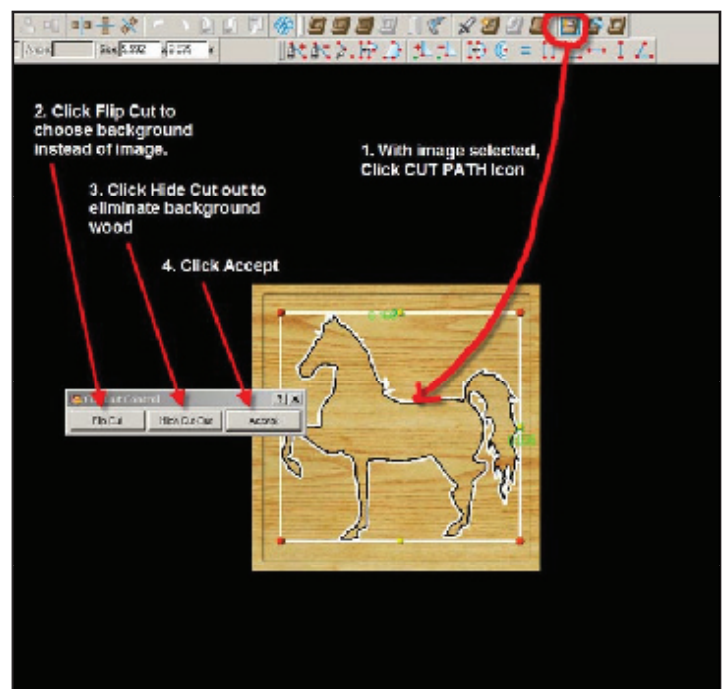 2. Click Flip Cut to
choose background
instead of image.
1. With image selected,
Click CUT PATH Icon
3. Click Hide Cut out to
eliminate background
wood
4. Click Accept
Flip Cut
Hide Cut Out
Accept